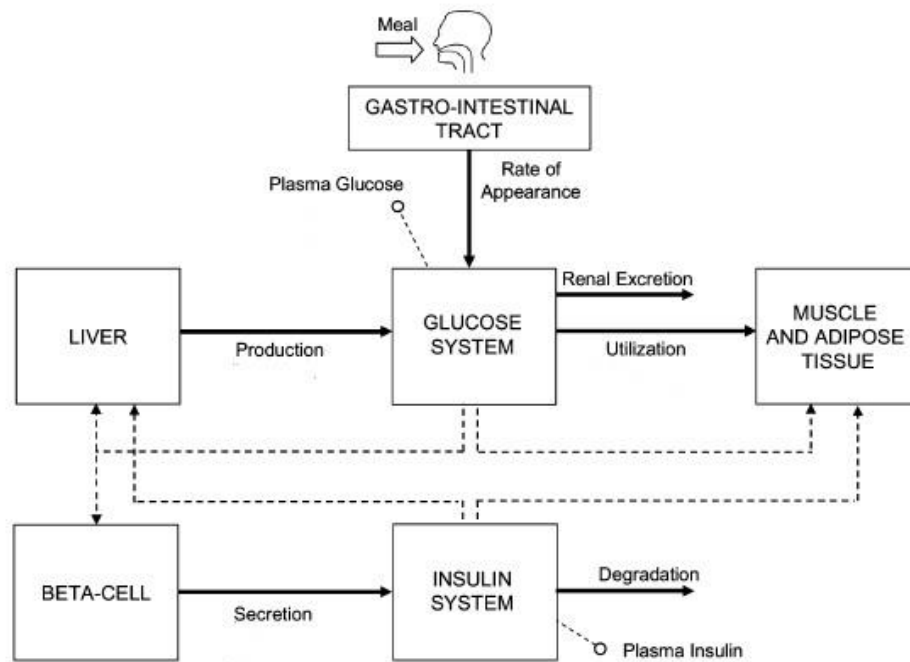 Meal
GASTRO-INTESTINAL
TRACT
Plasma Glucose
Rate of
Appearance
LIVER
Production
GLUCOSE
SYSTEM
Renal Excretion
Utilization
MUSCLE
AND ADIPOSE
TISSUE
BETA-CELL
Secretion
INSULIN
SYSTEM
Degradation
Plasma Insulin